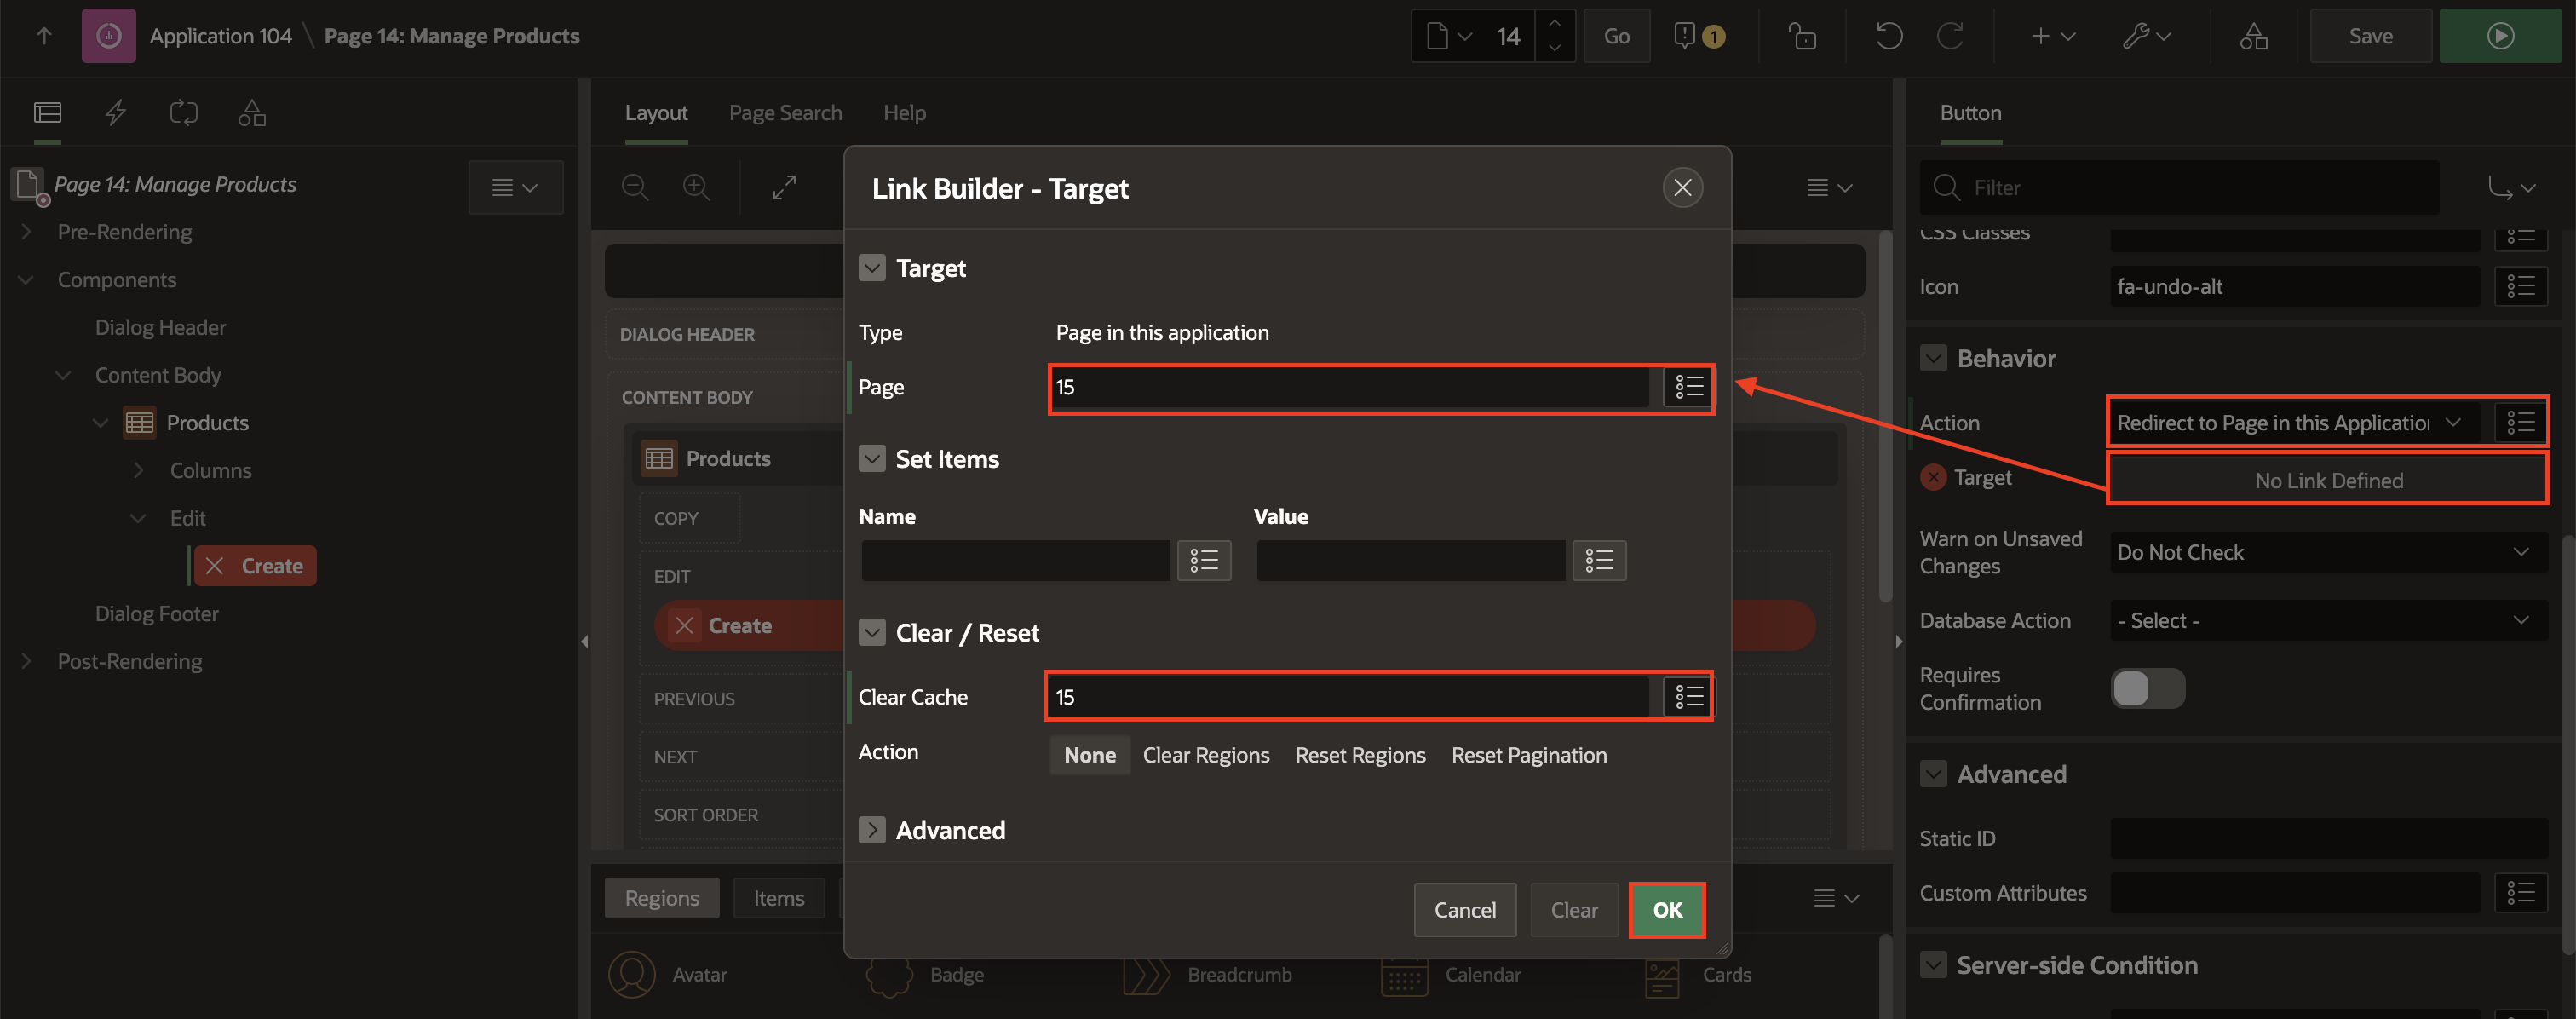 Application 104 \ Page 14: Manage Products
14
Go
1
Save
Layout
Page Search
Help
Button
Page 14: Manage Products
Pre-Rendering
Components
Dialog Header
Content Body
Products
Columns
Edit
Create
Dialog Footer
Post-Rendering
DIALOG HEADER
CONTENT BODY
Products
COPY
EDIT
Create
PREVIOUS
NEXT
SORT ORDER
Regions
Items
Avatar
Badge
Breadcrumb
Calendar
Cards
Link Builder - Target
Target
Type
Page in this application
Page
15
Set Items
Name
Value
Clear / Reset
Clear Cache
15
Action
None
Clear Regions
Reset Regions
Reset Pagination
Advanced
Cancel
Clear
OK
Filter
CSS Classes
Icon
fa-undo-alt
Behavior
Action
Redirect to Page in this Application
Target
No Link Defined
Warn on Unsaved
Changes
Do Not Check
Database Action
- Select -
Requires
Confirmation
Advanced
Static ID
Custom Attributes
Server-side Condition